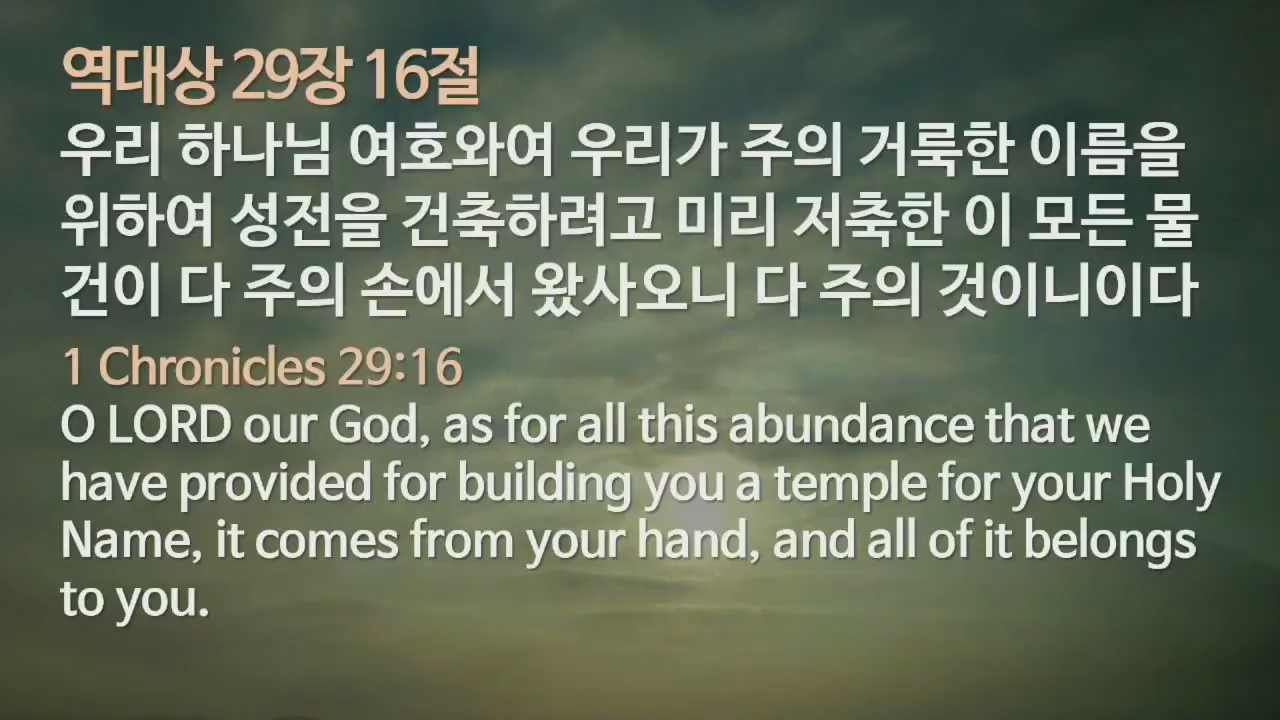 역대상 29장 16절
우리 하나님 여호와여 우리가 주의 거룩한 이름을
위하여 성전을 건축하려고 미리 저축한 이 모든 물
건이 다 주의 손에서 왔사오니 다 주의 것이니이다
1 Chronicles 29:16
O LORD our God, as for all this abundance that we
have provided for building you a temple for your Holy
Name, it comes from your hand, and all of it belongs
to you.